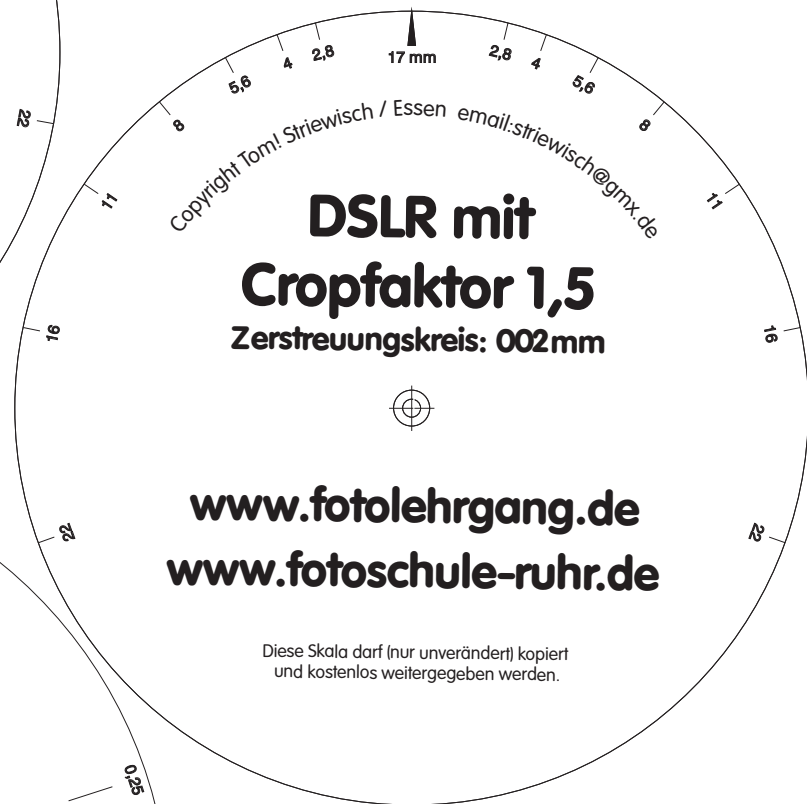 5,6 4 2,8 17 mm 2,8 4 5,6
8 8
22
11 11
Copyright Tom! Striewisch / Essen email:striewisch@gmx.de
DSLR mit
Cropfaktor 1,5
16 16
Zerstreuungskreis: 002mm
www.fotolehrgang.de
22 22
www.fotoschule-ruhr.de
Diese Skala darf (nur unverändert) kopiert
und kostenlos weitergegeben werden.
0,25